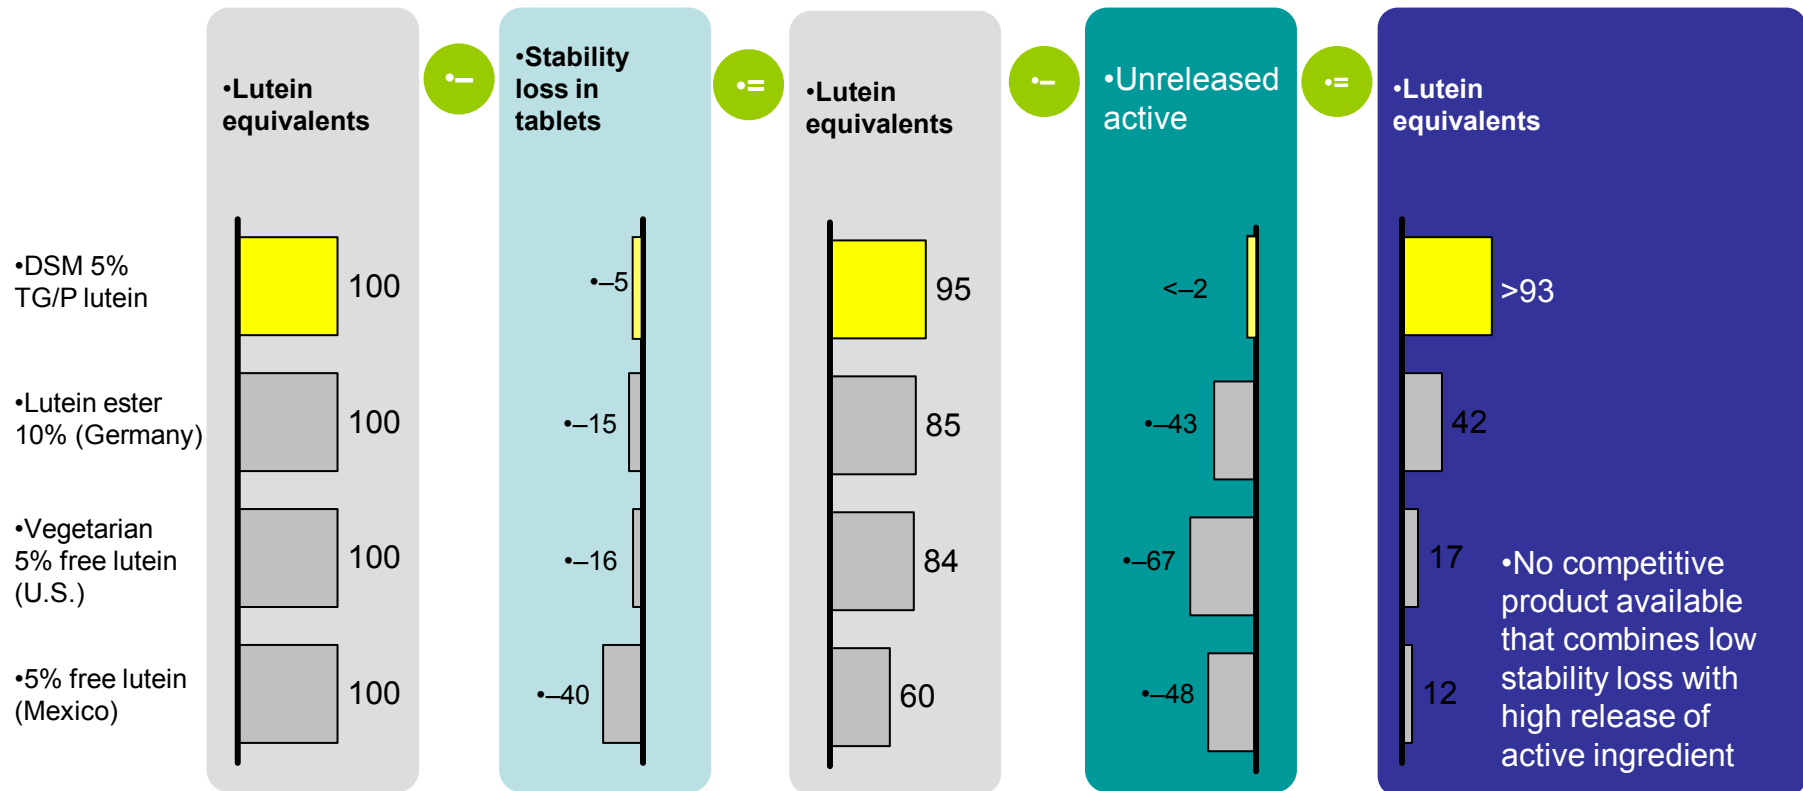 •Lutein
equivalents
•–
•Stability
loss in
tablets
•=
•Lutein
equivalents
•–
•Unreleased
active
•=
•Lutein
equivalents
•DSM 5%
TG/P lutein
100
•–5
95
<–2
>93
•Lutein ester
10% (Germany)
100
•–15
85
•–43
42
•Vegetarian
5% free lutein
(U.S.)
100
•–16
84
•–67
17
•5% free lutein
(Mexico)
100
•–40
60
•–48
12
•No competitive
product available
that combines low
stability loss with
high release of
active ingredient